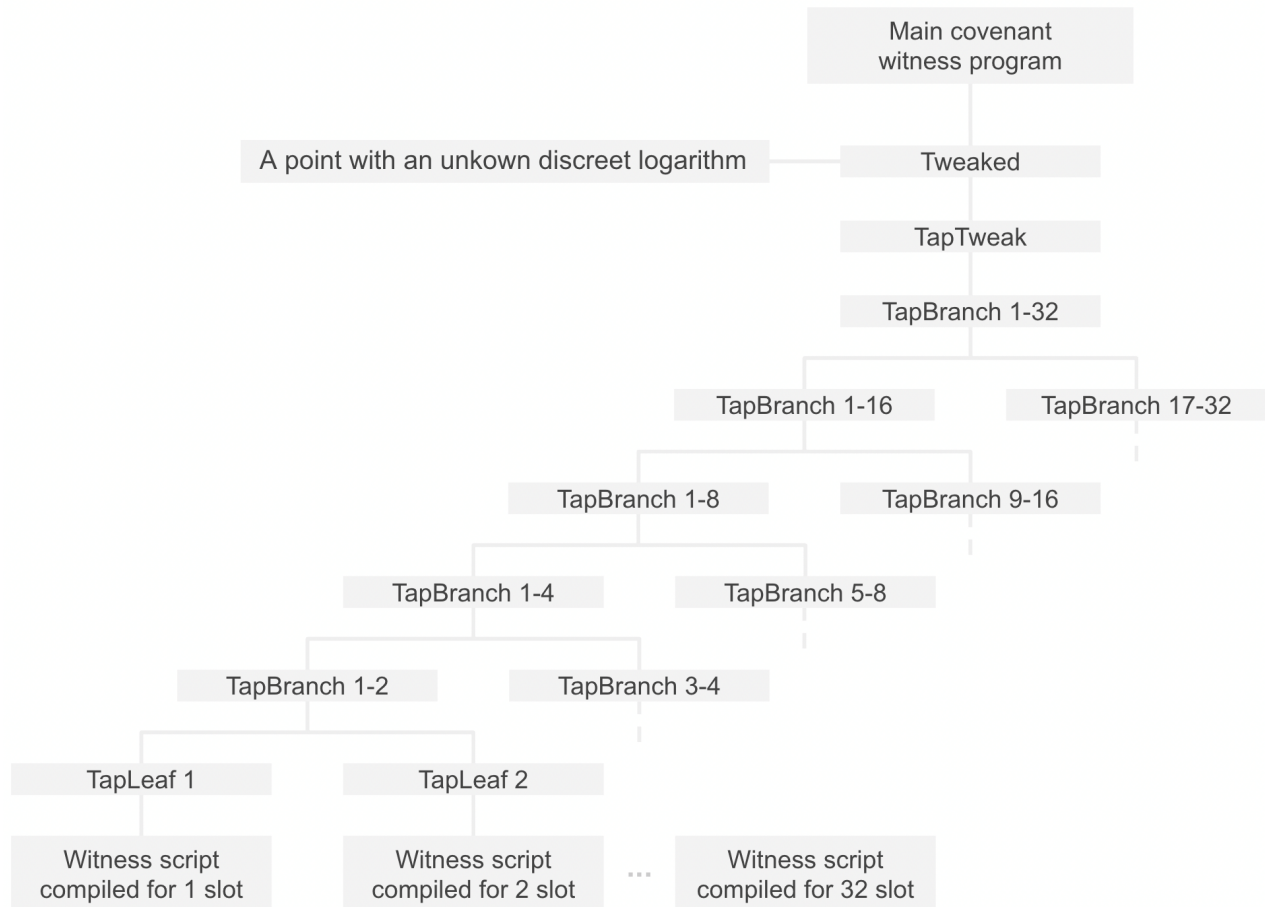 Main covenant
witness program
A point with an unkown discreet logarithm
Tweaked
TapTweak
TapBranch 1-32
TapBranch 1-16
TapBranch 17-32
TapBranch 1-8
TapBranch 9-16
TapBranch 1-4
TapBranch 5-8
TapBranch 1-2
TapBranch 3-4
TapLeaf 1
TapLeaf 2
Witness script
compiled for 1 slot
Witness script
compiled for 2 slot
...
Witness script
compiled for 32 slot